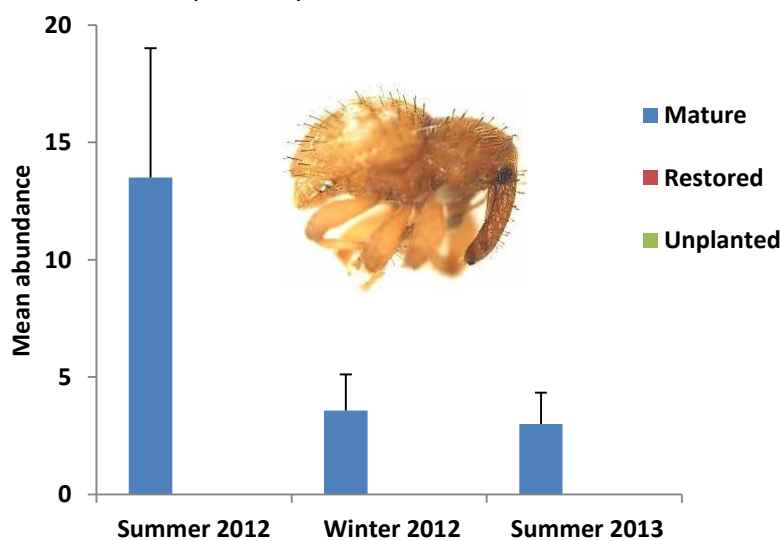 20
15
10
5
0
Mean abundance
Summer 2012
Winter 2012
Summer 2013
Mature
Restored
Unplanted